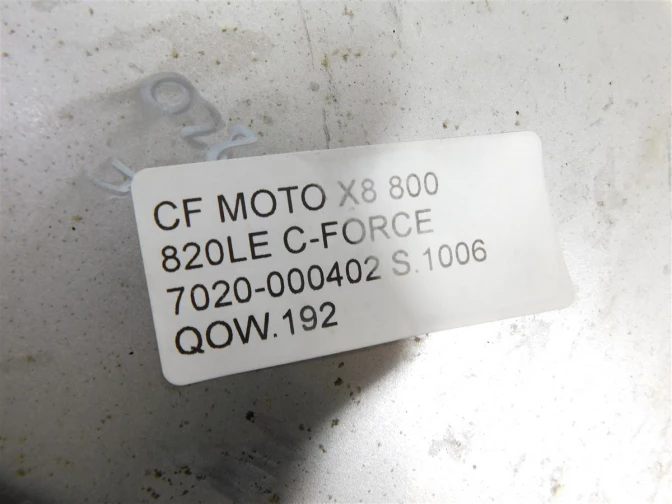 CF MOTO X8 800
820LE C-FORCE
7020-000402 S.1006
QOW.192